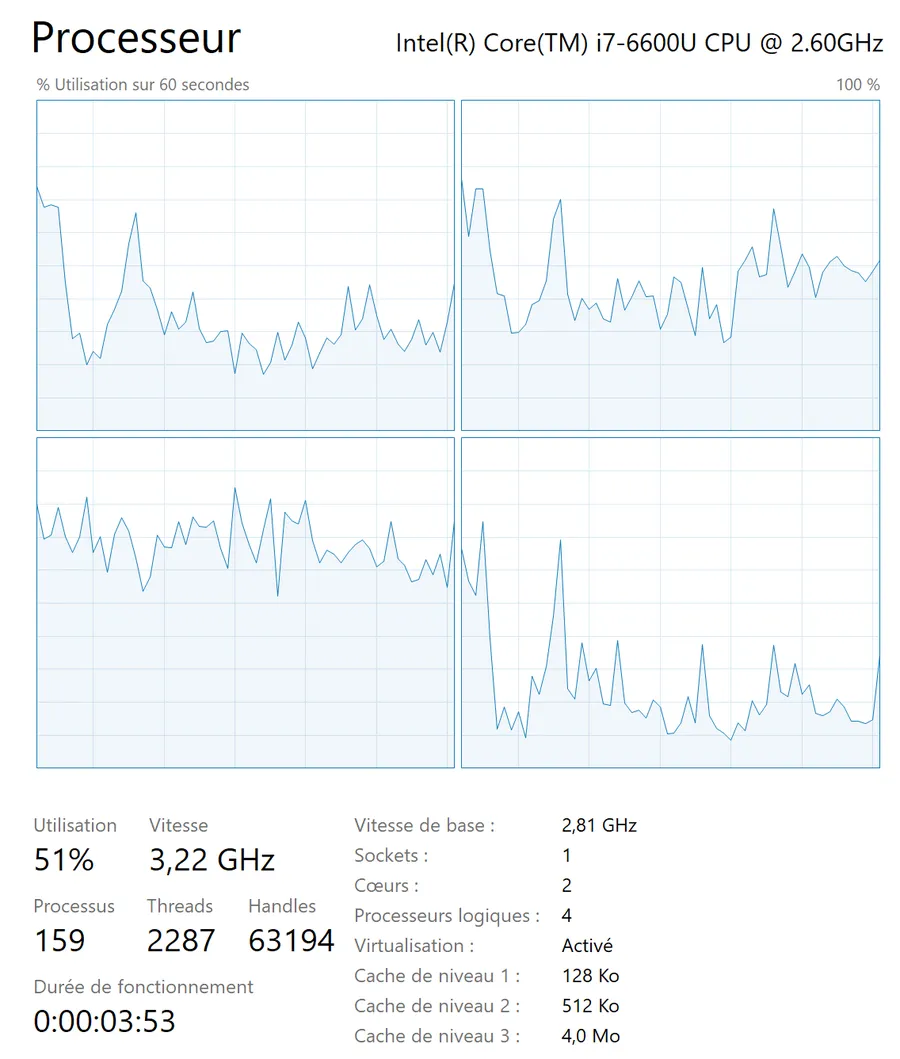 Processeur
Intel(R) Core(TM) i7-6600U CPU @ 2.60GHz
% Utilisation sur 60 secondes
100 %
Utilisation
Vitesse
51%
3,22 GHz
Processus
Threads
Handles
159
2287
63194
Durée de fonctionnement
0:00:03:53
Vitesse de base :
2,81 GHz
Sockets :
1
Cœurs :
2
Processeurs logiques :
4
Virtualisation :
Activé
Cache de niveau 1 :
128 Ko
Cache de niveau 2 :
512 Ko
Cache de niveau 3 :
4,0 Mo